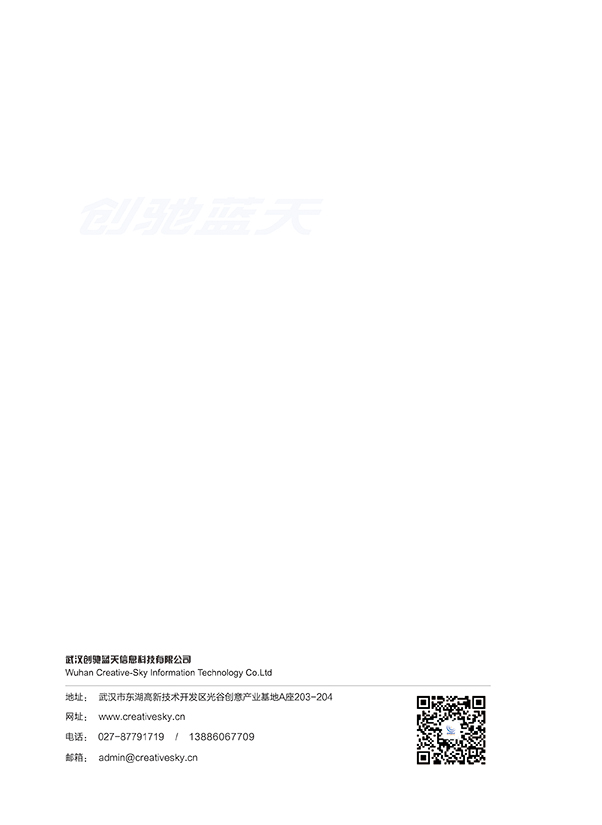 创驰蓝天
武汉创驰蓝天信息科技有限公司
Wuhan Creative-Sky Information Technology Co.Ltd
地址： 武汉市东湖高新技术开发区光谷创意产业基地A座203-204
网址： www.creativesky.cn
电话： 027-87791719 / 13886067709
邮箱： admin@creativesky.cn